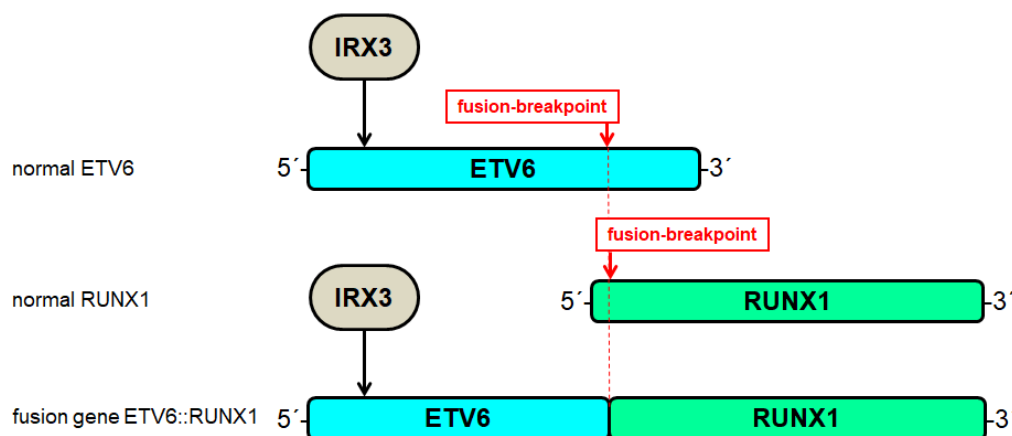 IRX3
fusion-breakpoint
normal ETV6 5´ ETV6 3´
fusion-breakpoint
IRX3
normal RUNX1 5´ RUNX1 3´
fusion gene ETV6::RUNX1 5´ ETV6 RUNX1 3´